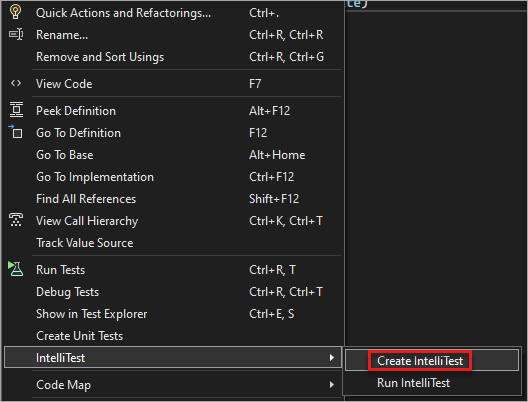 te)
Quick Actions and Refactorings... Ctrl+.
Rename... Ctrl+R, Ctrl+R
Remove and Sort Usings Ctrl+R, Ctrl+G
View Code F7
Peek Definition Alt+F12
Go To Definition F12
Go To Base Alt+Home
Go To Implementation Ctrl+F12
Find All References Shift+F12
View Call Hierarchy Ctrl+K, Ctrl+T
Track Value Source
Run Tests Ctrl+R, T
Debug Tests Ctrl+R, Ctrl+T
Show in Test Explorer Ctrl+E, S
Create Unit Tests
IntelliTest
Create IntelliTest
Run IntelliTest
Code Map